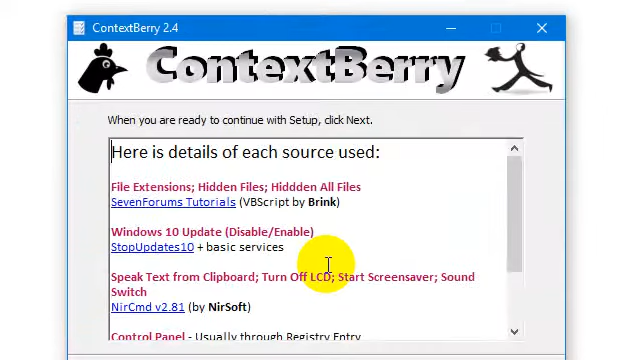 ContextBerry 2.4
ContextBerry
When you are ready to continue with Setup, click Next.
Here is details of each source used:
File Extensions; Hidden Files; Hiddden All Files
SevenForums Tutorials (VBScript by Brink)
Windows 10 Update (Disable/Enable)
StopUpdates10 + basic services
Speak Text from Clipboard; Turn Off LCD; Start Screensaver; Sound
Switch
NirCmd v2.81 (by NirSoft)
Control Panel - Usually through Registry Entry